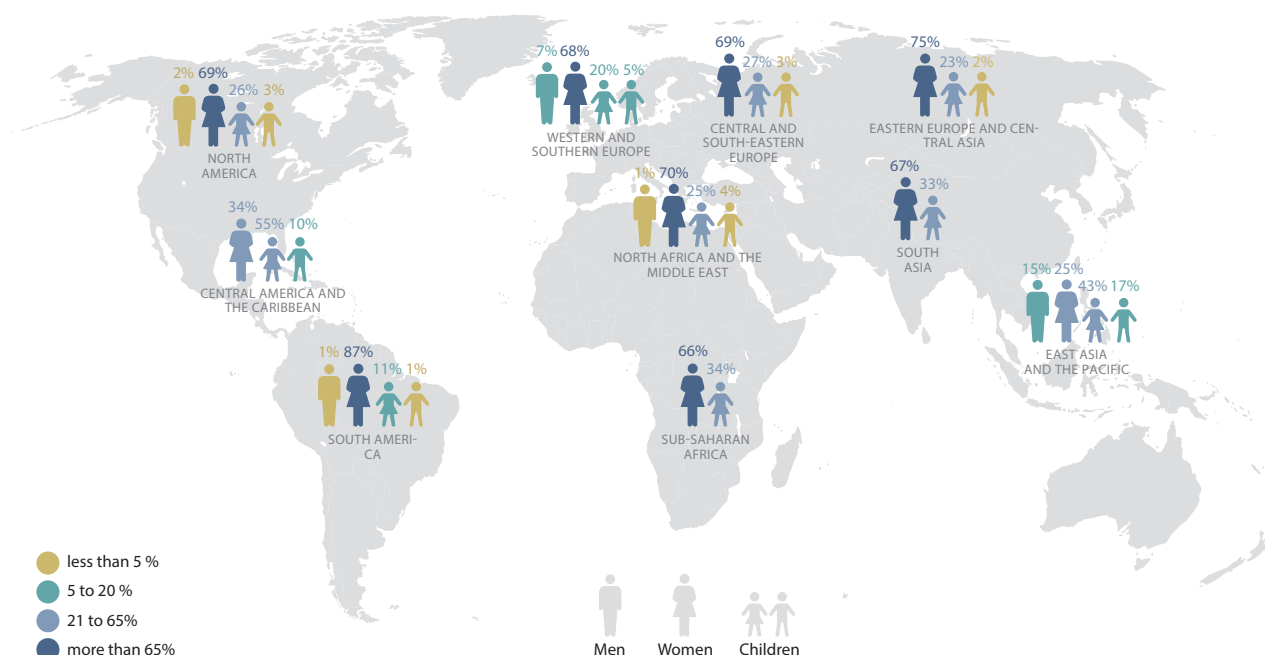 7% 68%
20% 5%
WESTERN AND
SOUTHERN EUROPE
69%
27% 3%
CENTRAL AND
SOUTH-EASTERN
EUROPE
75%
23% 2%
EASTERN EUROPE AND CEN-
TRAL ASIA
2% 69%
26% 3%
NORTH
AMERICA
1% 70%
25% 4%
NORTH AFRICA AND THE
MIDDLE EAST
67%
33%
SOUTH
ASIA
34%
55% 10%
CENTRAL AMERICA AND
THE CARIBBEAN
15% 25%
43% 17%
EAST ASIA
AND THE PACIFIC
1% 87%
11% 1%
SOUTH AMERI-
CA
66%
34%
SUB-SAHARAN
AFRICA
less than 5 %
5 to 20 %
21 to 65%
more than 65%
Men Women Children